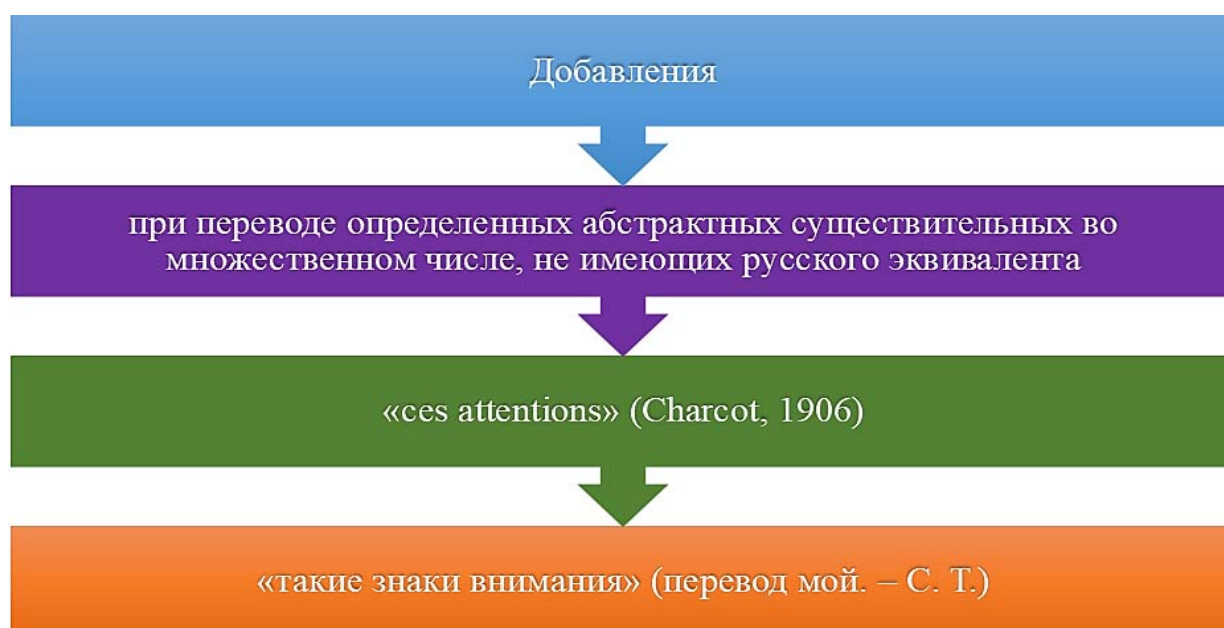 Добавления
при переводе определенных абстрактных существительных во
множественном числе, не имеющих русского эквивалента
«ces attentions» (Charcot, 1906)
«такие знаки внимания» (перевод мой. – С. Т.)